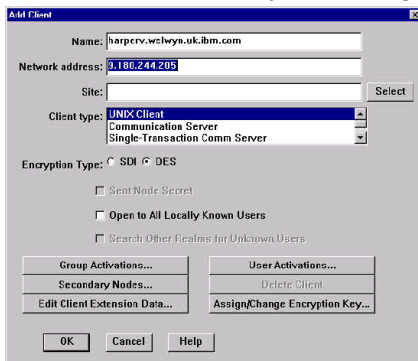 Add Client
Name: harperv.welwyn.uk.ibm.com
Network address: 9.180.244.205
Site: Select
Client type: UNIX Client
Communication Server
Single-Transaction Comm Server
Encryption Type: SDI DES
Sent Node Secret
Open to All Locally Known Users
Search Other Realms for Unknown Users
Group Activations... User Activations...
Secondary Nodes... Delete Client
Edit Client Extension Data... Assign/Change Encryption Key...
OK Cancel Help